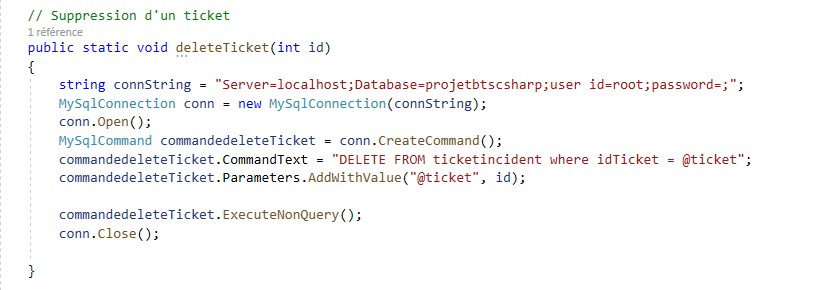 // Suppression d'un ticket
1 référence
public static void deleteTicket(int id)
{
string connString = "Server=localhost;Database=projetbtscsharp;user id=root;password=;";
MySqlConnection conn = new MySqlConnection(connString);
conn.Open();
MySqlCommand commandedeleteTicket = conn.CreateCommand();
commandedeleteTicket.CommandText = "DELETE FROM ticketincident where idTicket = @ticket";
commandedeleteTicket.Parameters.AddWithValue("@ticket", id);
commandedeleteTicket.ExecuteNonQuery();
conn.Close();
}